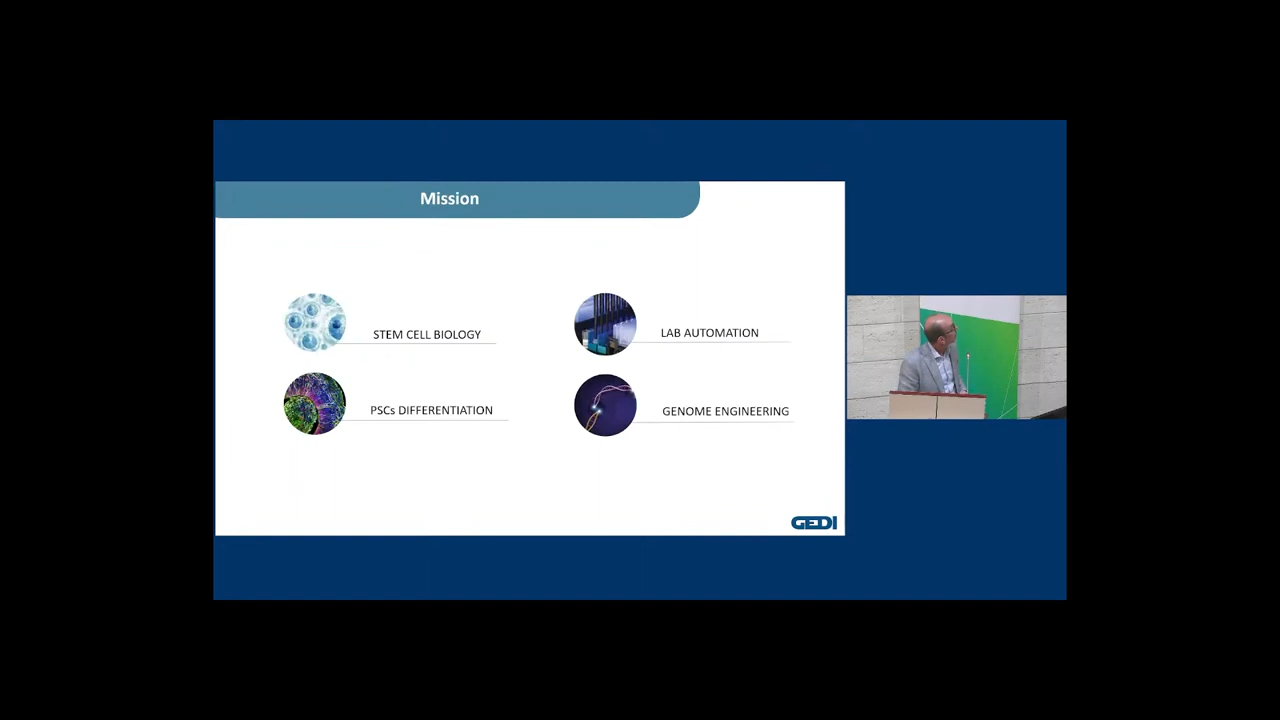 Mission
STEM CELL BIOLOGY
LAB AUTOMATION
PSCs DIFFERENTIATION
GENOME ENGINEERING
GEDI